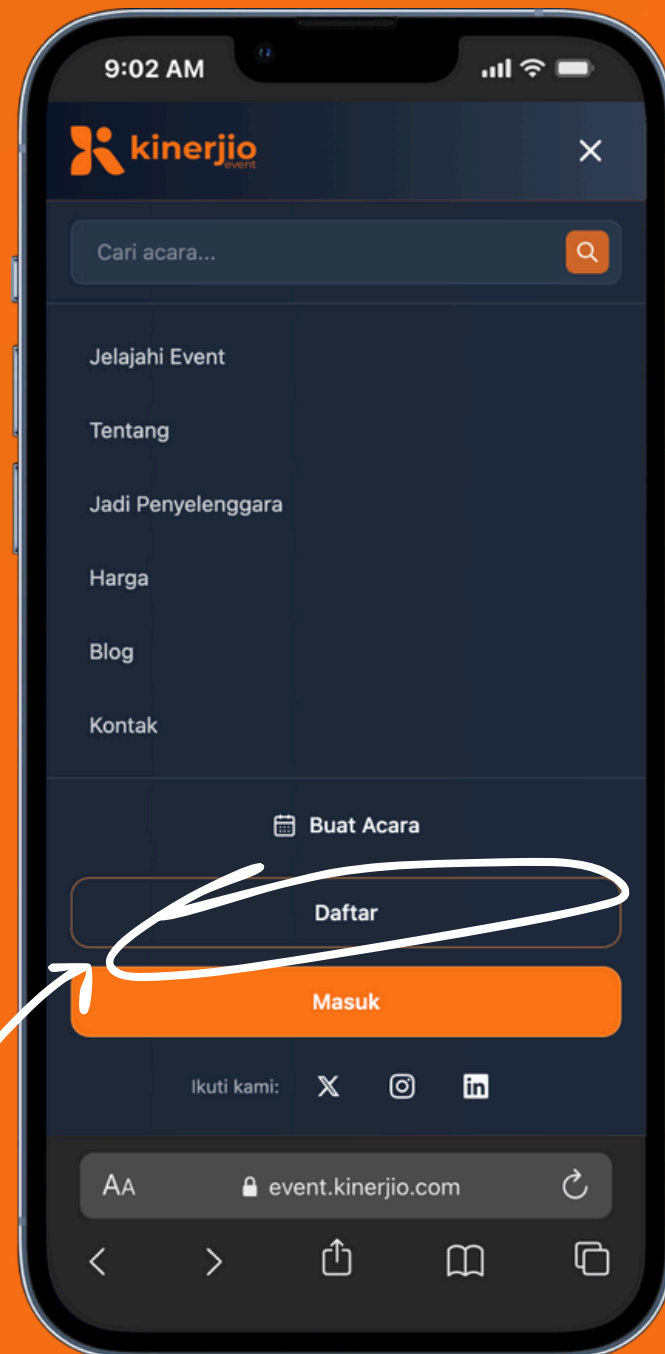 9:02 AM
kinerjio
event
Cari acara...
Jelajahi Event
Tentang
Jadi Penyelenggara
Harga
Blog
Kontak
Buat Acara
Daftar
Masuk
Ikuti kami:
AA event.kinerjio.com